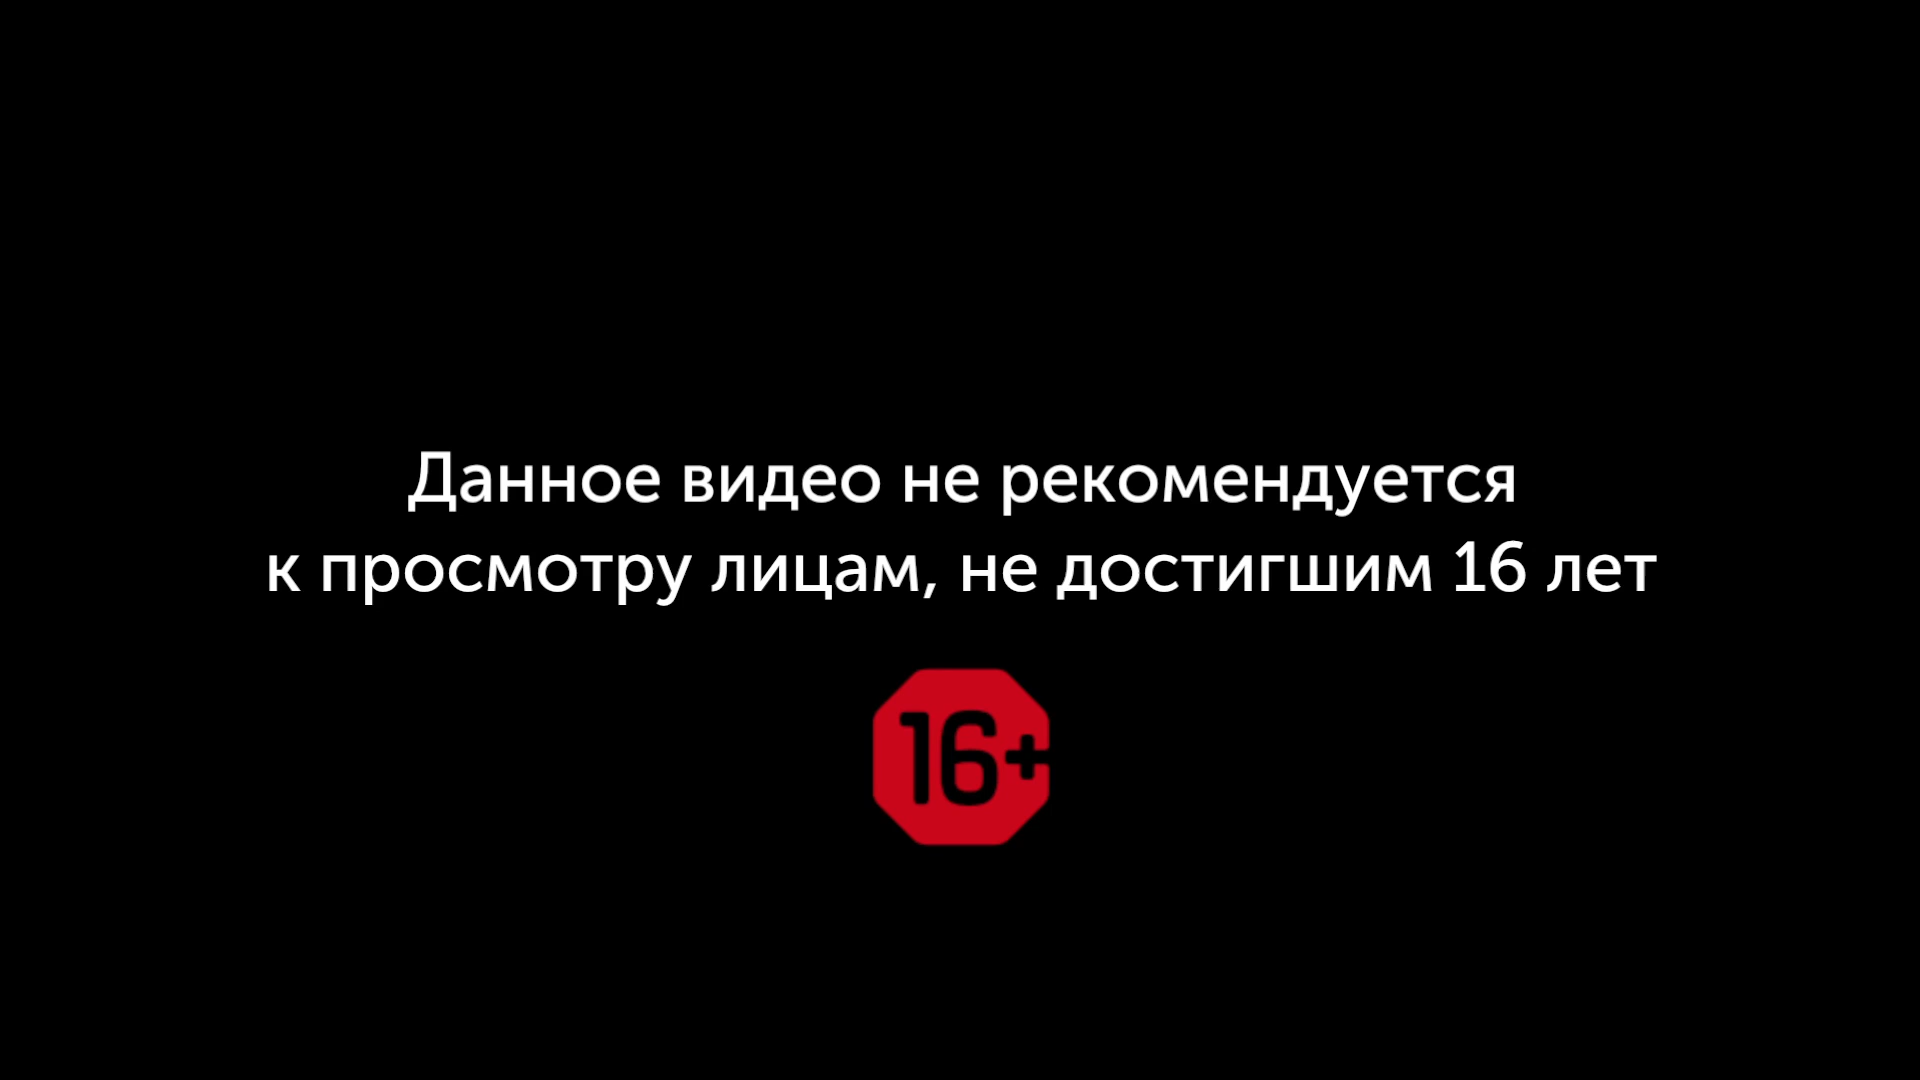 Данное видео не рекомендуется
к просмотру лицам, не достигшим 16 лет
16+